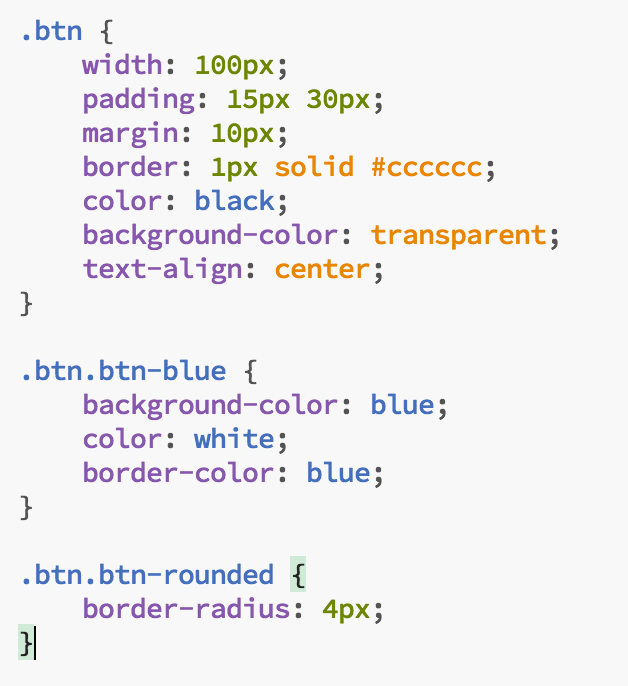 .btn {
    width: 100px;
    padding: 15px 30px;
    margin: 10px;
    border: 1px solid #cccccc;
    color: black;
    background-color: transparent;
    text-align: center;
}

.btn.btn-blue {
    background-color: blue;
    color: white;
    border-color: blue;
}

.btn.btn-rounded {
    border-radius: 4px;
}